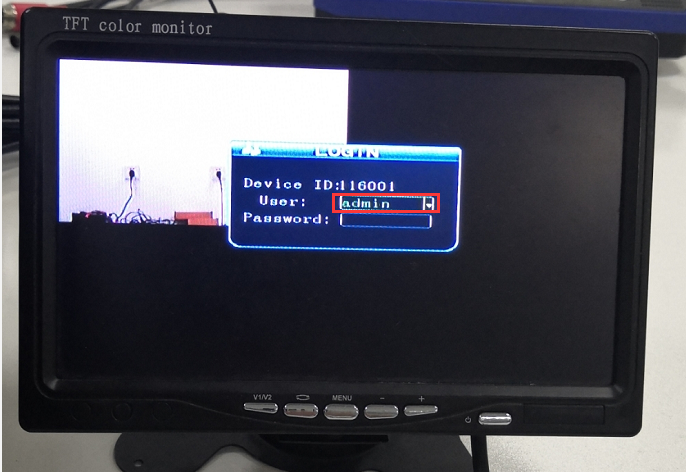 TFT color monitor
LOGIN
Device ID:116001
User: admin
Password:
V1/V2 MENU - +